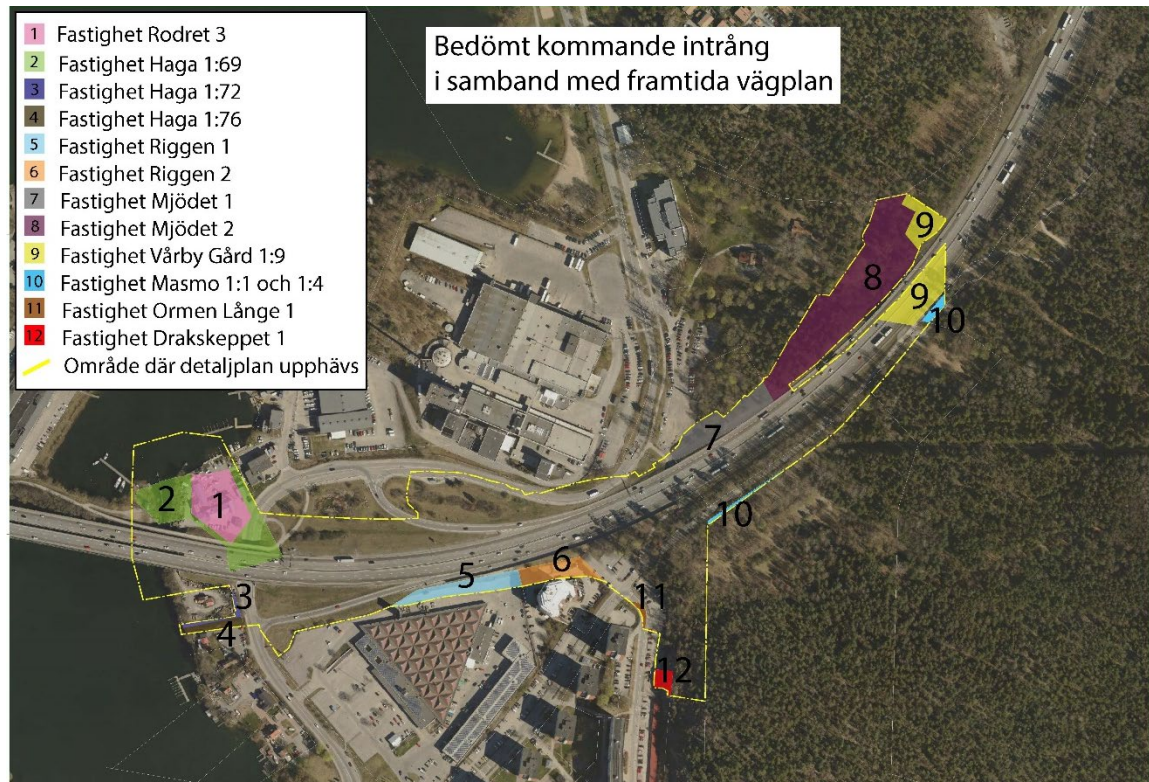 1 Fastighet Rodret 3
2 Fastighet Haga 1:69
3 Fastighet Haga 1:72
4 Fastighet Haga 1:76
5 Fastighet Riggen 1
6 Fastighet Riggen 2
7 Fastighet Mjödet 1
8 Fastighet Mjödet 2
9 Fastighet Vårby Gård 1:9
10 Fastighet Masmo 1:1 och 1:4
11 Fastighet Ormen Långe 1
12 Fastighet Drakskeppet 1
Område där detaljplan upphävs
Bedömt kommande intrång
i samband med framtida vägplan
9
8
9
10
7
2
1
10
6
5
3
11
4
12